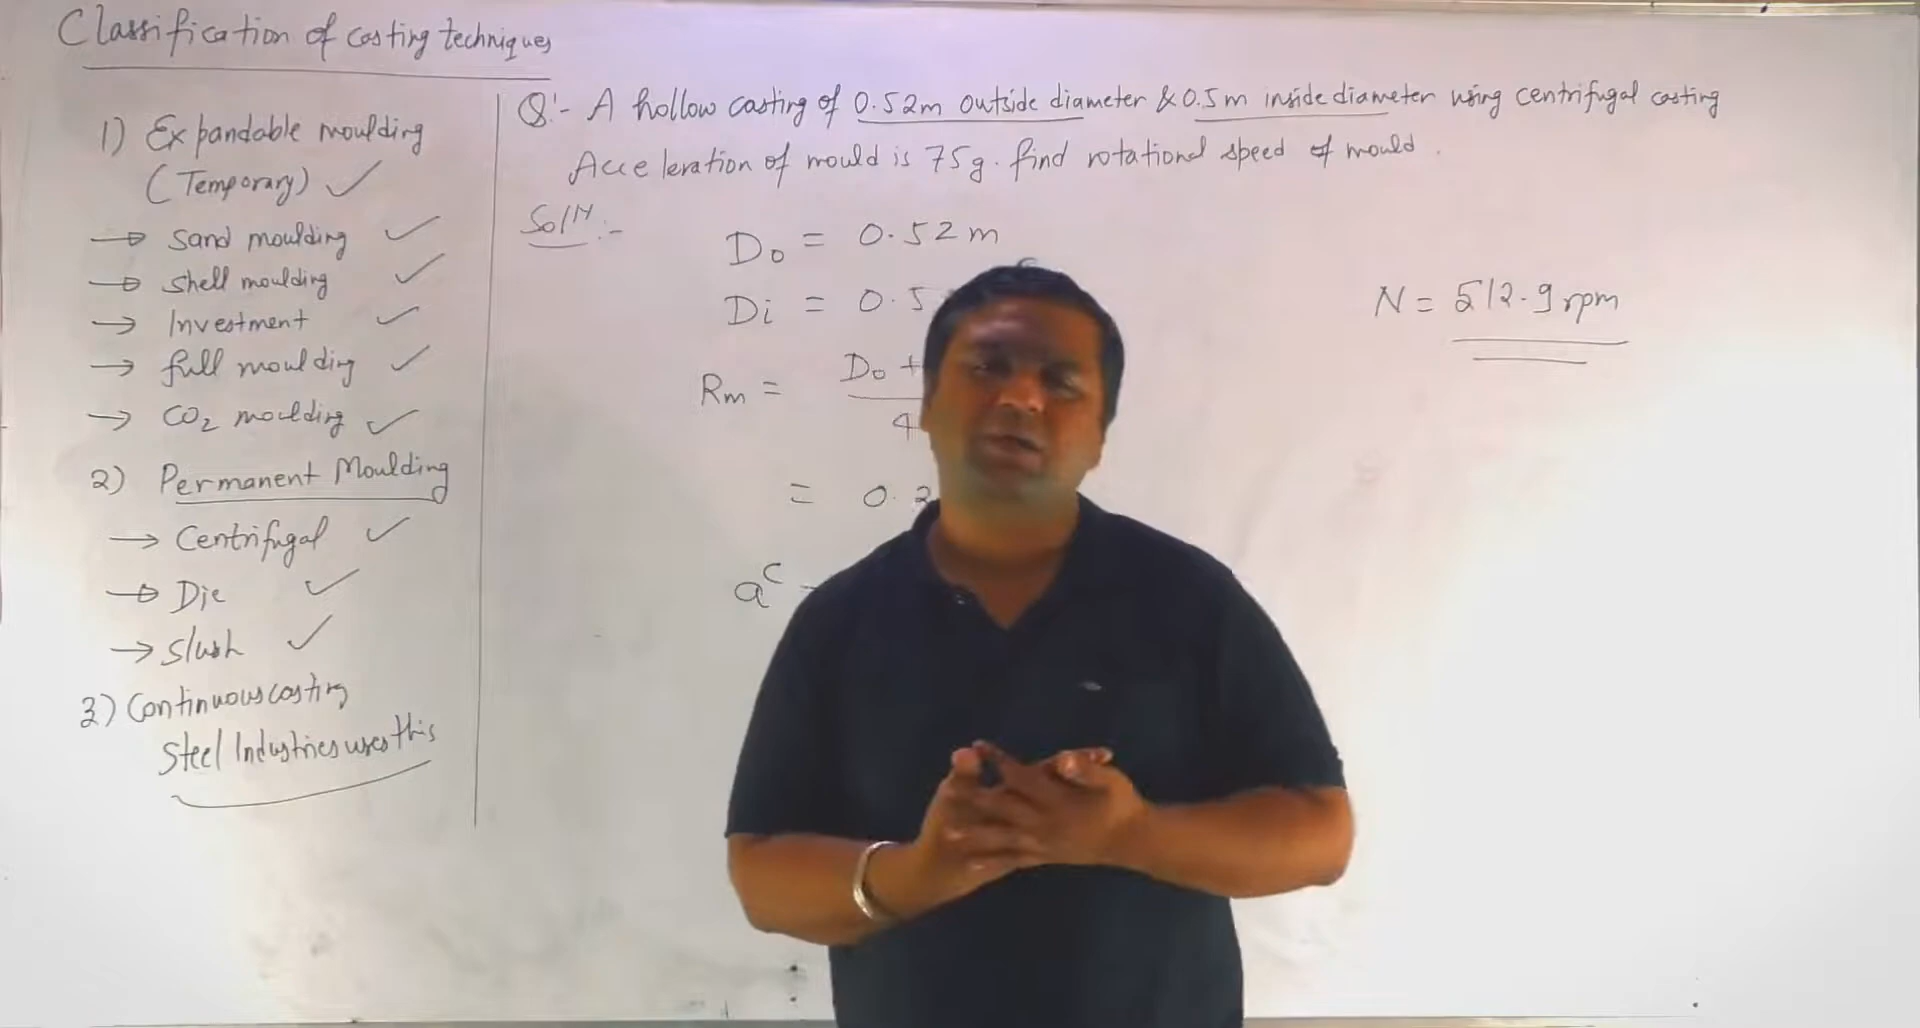 Classification of casting techniques
1) Expandable moulding
(Temporary) ✓
→ Sand moulding ✓
→ Shell moulding ✓
→ Investment ✓
→ full moulding ✓
→ CO₂ moulding ✓
2) Permanent Moulding
→ Centrifugal ✓
→ Die ✓
→ Slush ✓
3) Continuous casting
Steel Industries uses this
Q:- A hollow casting of 0.52m outside diameter & 0.5m inside diameter using centrifugal casting
Acceleration of mould is 75g. find rotational speed of mould.
Solⁿ:-
Do = 0.52 m
Di = 0.5
Rm = Do +
4
= 0.2
aᶜ
N = 512.9 rpm